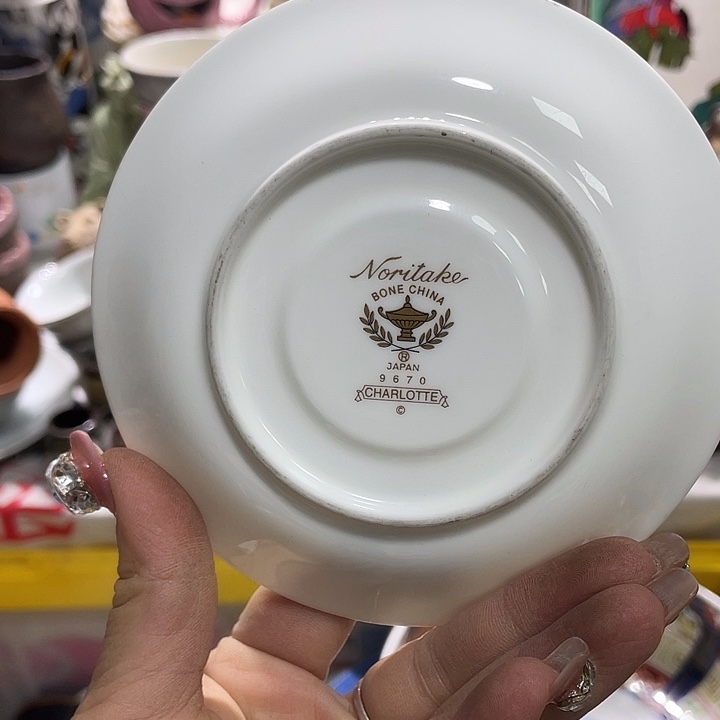 Noritake
BONE CHINA
®
JAPAN
9670
CHARLOTTE
©